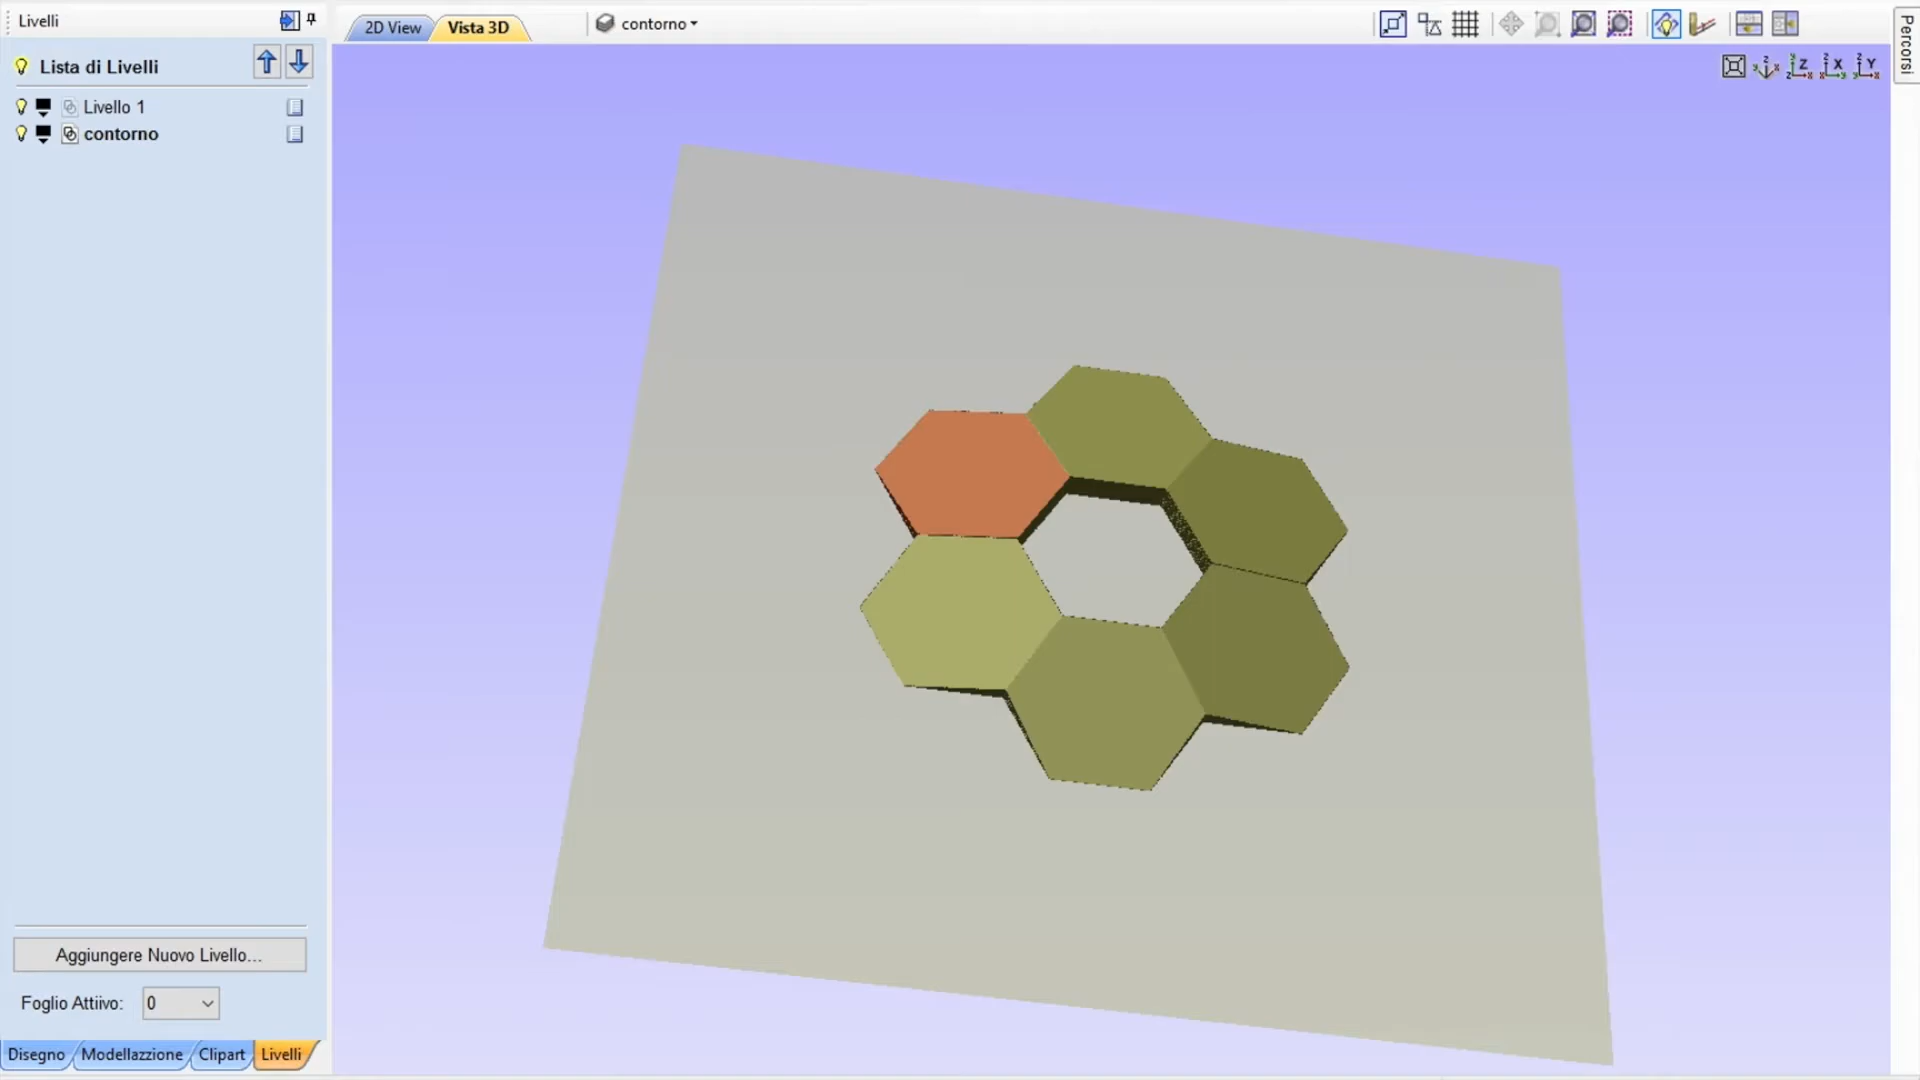 Livelli
2D View
Vista 3D
contorno
Percorsi
Lista di Livelli
Z
X
Y
Livello 1
contorno
Aggiungere Nuovo Livello...
Foglio Attiivo: 0
Disegno
Modellazzione
Clipart
Livelli